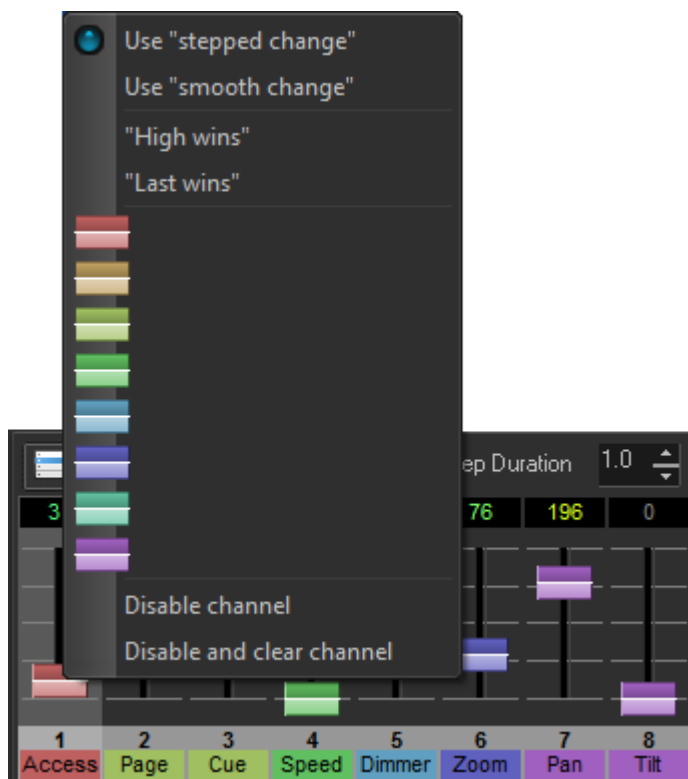 Use "stepped change"
Use "smooth change"
"High wins"
"Last wins"
Disable channel
Disable and clear channel
ep Duration 1.0
3 76 196 0
1 2 3 4 5 6 7 8
Access Page Cue Speed Dimmer Zoom Pan Tilt